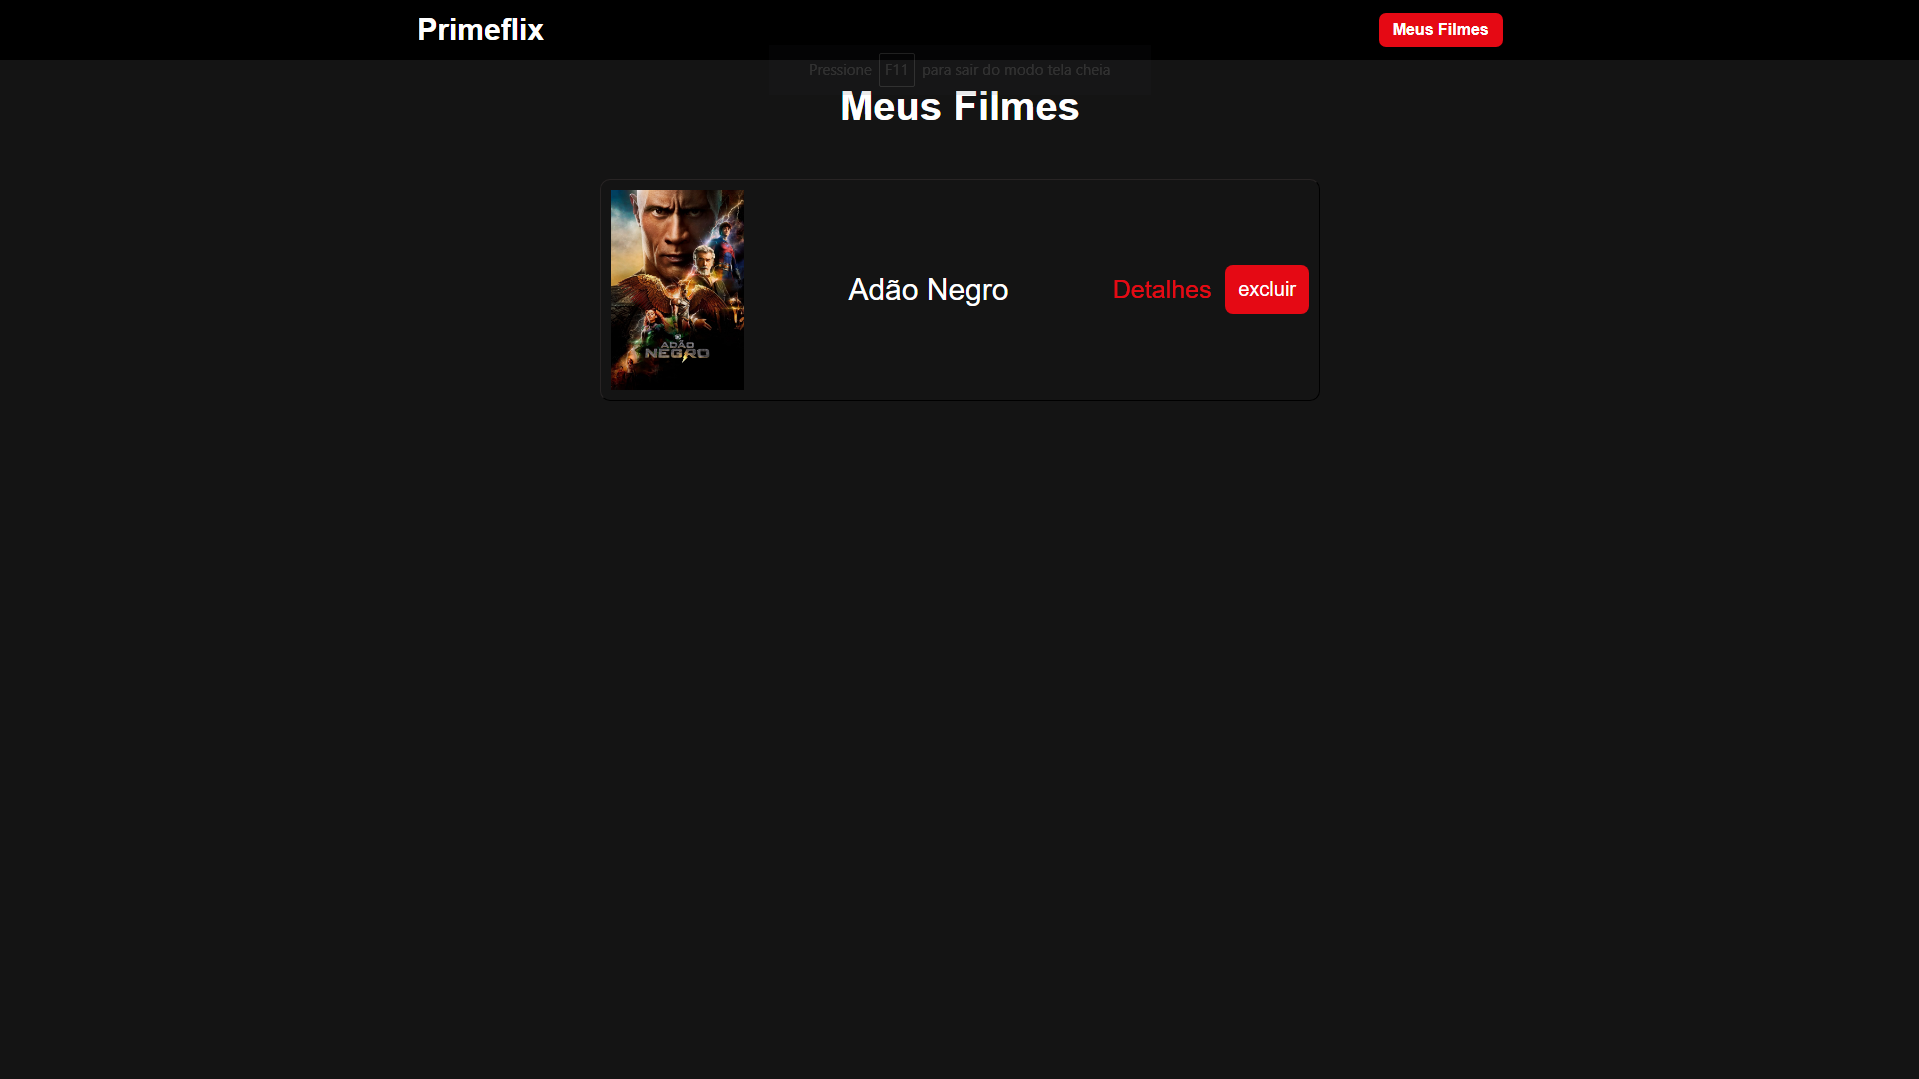 Primeflix
Meus Filmes
Pressione F11 para sair do modo tela cheia
Meus Filmes
Adão Negro
Detalhes
excluir
DC
ADÃO
NEGRO